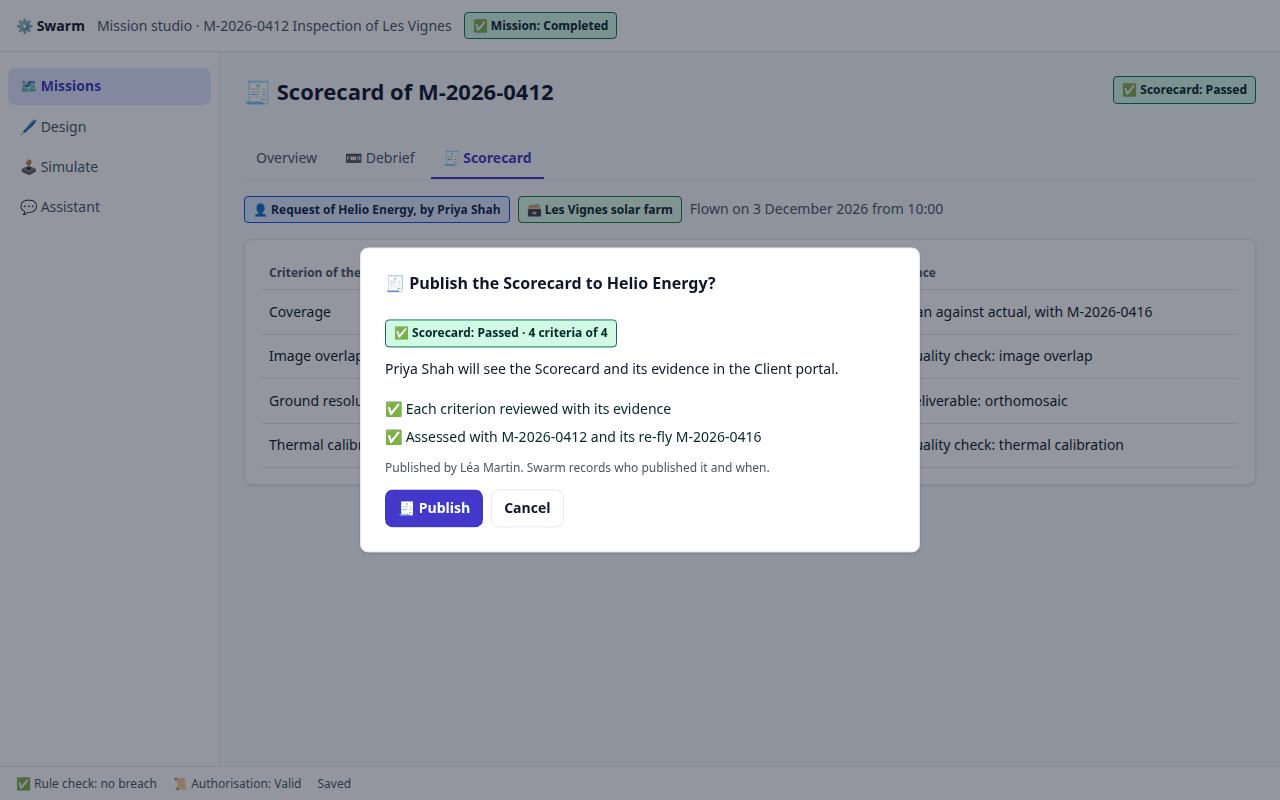 ⚙️ Swarm Mission studio · M-2026-0412 Inspection of Les Vignes ✅ Mission: Completed
🗺️ Missions
🖊️ Design
🕹️ Simulate
💬 Assistant
🧾 Scorecard of M-2026-0412
✅ Scorecard: Passed
Overview 📼 Debrief 🧾 Scorecard
👤 Request of Helio Energy, by Priya Shah 🗃️ Les Vignes solar farm Flown on 3 December 2026 from 10:00
Criterion of the
Coverage an against actual, with M-2026-0416
Image overlap uality check: image overlap
Ground resolu eliverable: orthomosaic
Thermal calibr uality check: thermal calibration
🧾 Publish the Scorecard to Helio Energy?
✅ Scorecard: Passed · 4 criteria of 4
Priya Shah will see the Scorecard and its evidence in the Client portal.
✅ Each criterion reviewed with its evidence
✅ Assessed with M-2026-0412 and its re-fly M-2026-0416
Published by Léa Martin. Swarm records who published it and when.
🧾 Publish Cancel
✅ Rule check: no breach 📜 Authorisation: Valid Saved